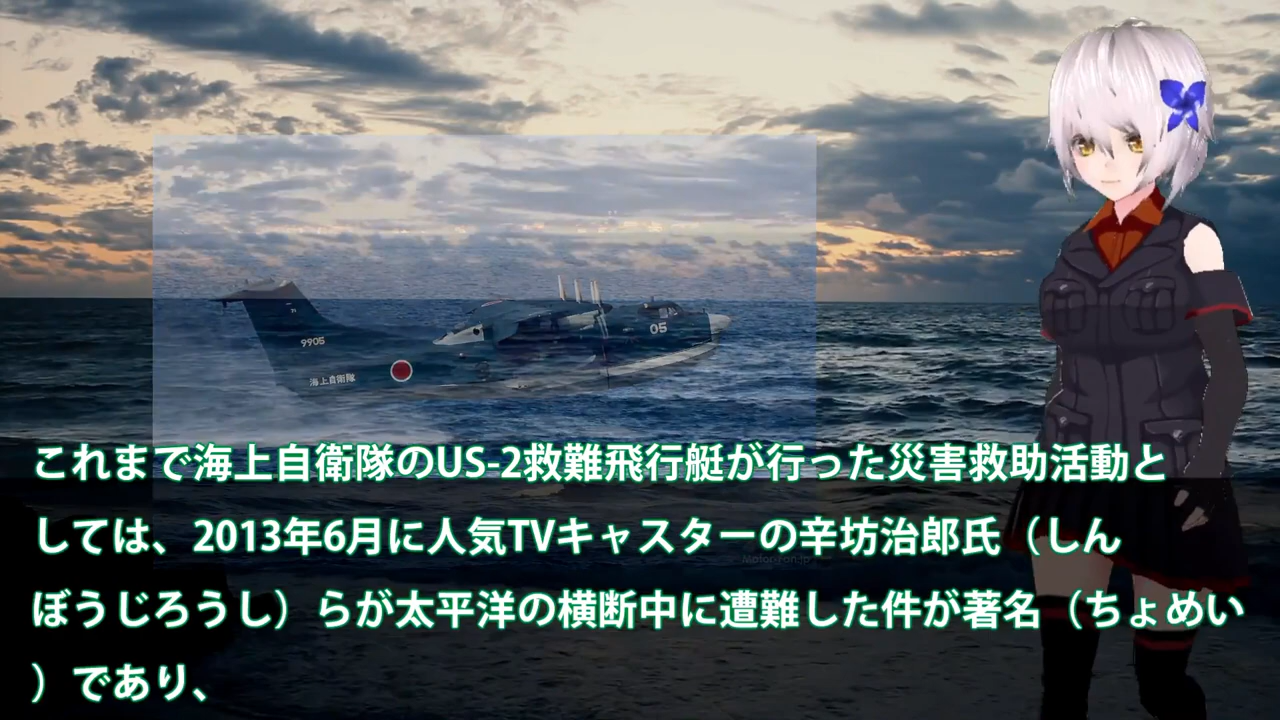 9905
海上自衛隊
05
これまで海上自衛隊のUS-2救難飛行艇が行った災害救助活動と
しては、2013年6月に人気TVキャスターの辛坊治郎氏（しん
ぼうじろうし）らが太平洋の横断中に遭難した件が著名（ちょめい
）であり、